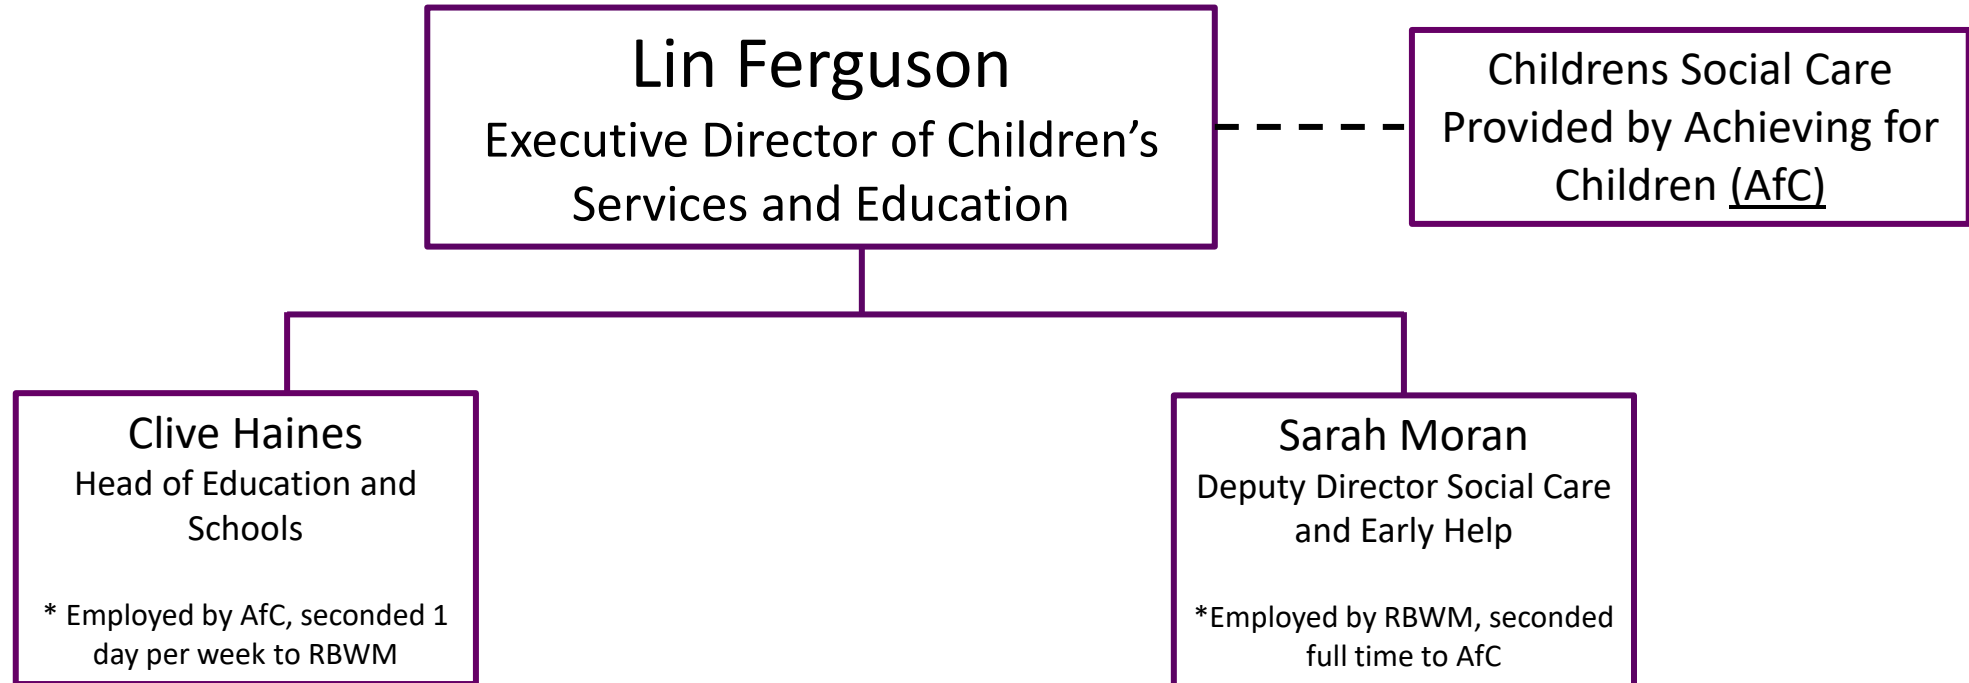 Lin Ferguson
Executive Director of Children’s
Services and Education
Childrens Social Care
Provided by Achieving for
Children (AfC)
Clive Haines
Head of Education and
Schools
* Employed by AfC, seconded 1
day per week to RBWM
Sarah Moran
Deputy Director Social Care
and Early Help
*Employed by RBWM, seconded
full time to AfC